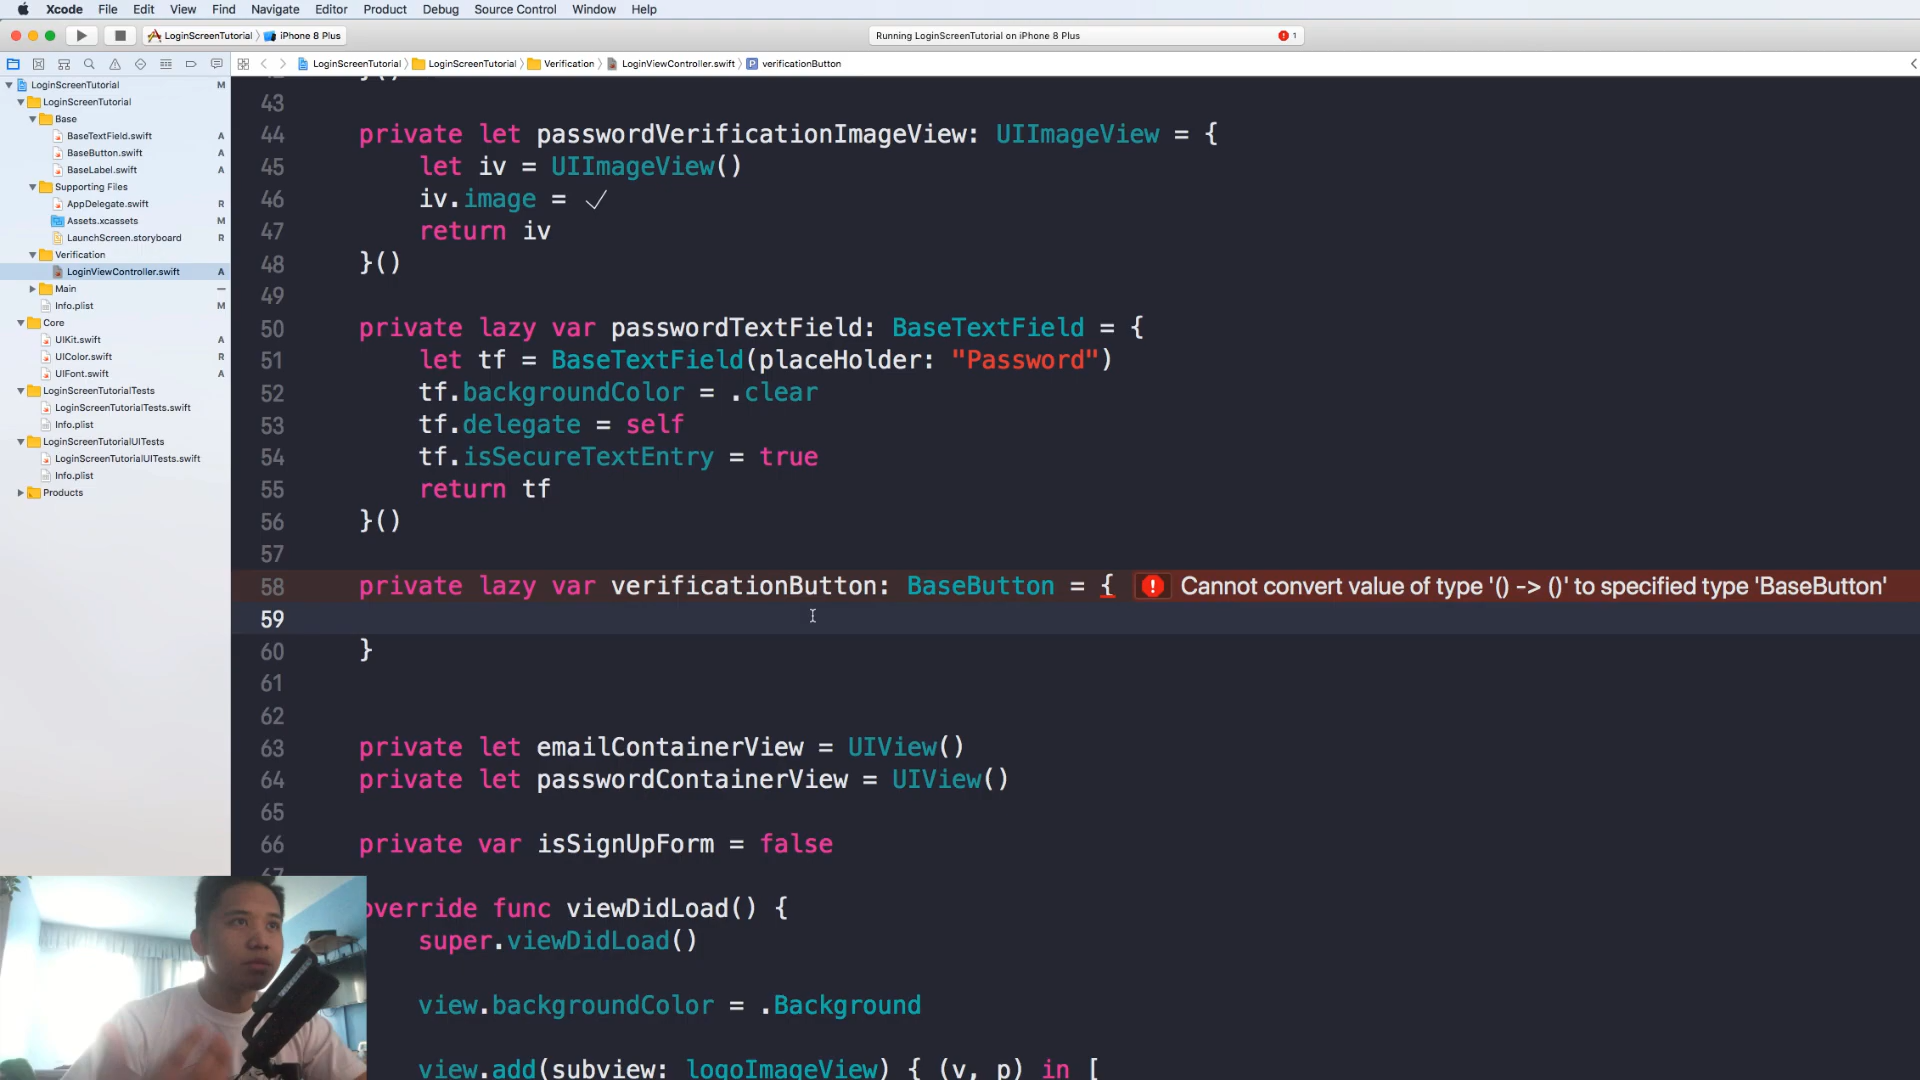 Xcode File Edit View Find Navigate Editor Product Debug Source Control Window Help
LoginScreenTutorial iPhone 8 Plus Running LoginScreenTutorial on iPhone 8 Plus 1
LoginScreenTutorial LoginScreenTutorial Verification LoginViewController.swift P verificationButton
LoginScreenTutorial M
LoginScreenTutorial
Base
BaseTextField.swift A
BaseButton.swift A
BaseLabel.swift A
Supporting Files
AppDelegate.swift R
Assets.xcassets M
LaunchScreen.storyboard R
Verification
LoginViewController.swift A
Main
Info.plist M
Core
UIKit.swift A
UIColor.swift R
UIFont.swift A
LoginScreenTutorialTests
LoginScreenTutorialTests.swift
Info.plist
LoginScreenTutorialUITests
LoginScreenTutorialUITests.swift
Info.plist
Products
}()
43
44 private let passwordVerificationImageView: UIImageView = {
45 let iv = UIImageView()
46 iv.image = ✓
47 return iv
48 }()
49
50 private lazy var passwordTextField: BaseTextField = {
51 let tf = BaseTextField(placeHolder: "Password")
52 tf.backgroundColor = .clear
53 tf.delegate = self
54 tf.isSecureTextEntry = true
55 return tf
56 }()
57
58 private lazy var verificationButton: BaseButton = { Cannot convert value of type '() -> ()' to specified type 'BaseButton'
59
60 }
61
62
63 private let emailContainerView = UIView()
64 private let passwordContainerView = UIView()
65
66 private var isSignUpForm = false
67
override func viewDidLoad() {
super.viewDidLoad()
view.backgroundColor = .Background
view.add(subview: logoImageView) { (v, p) in [